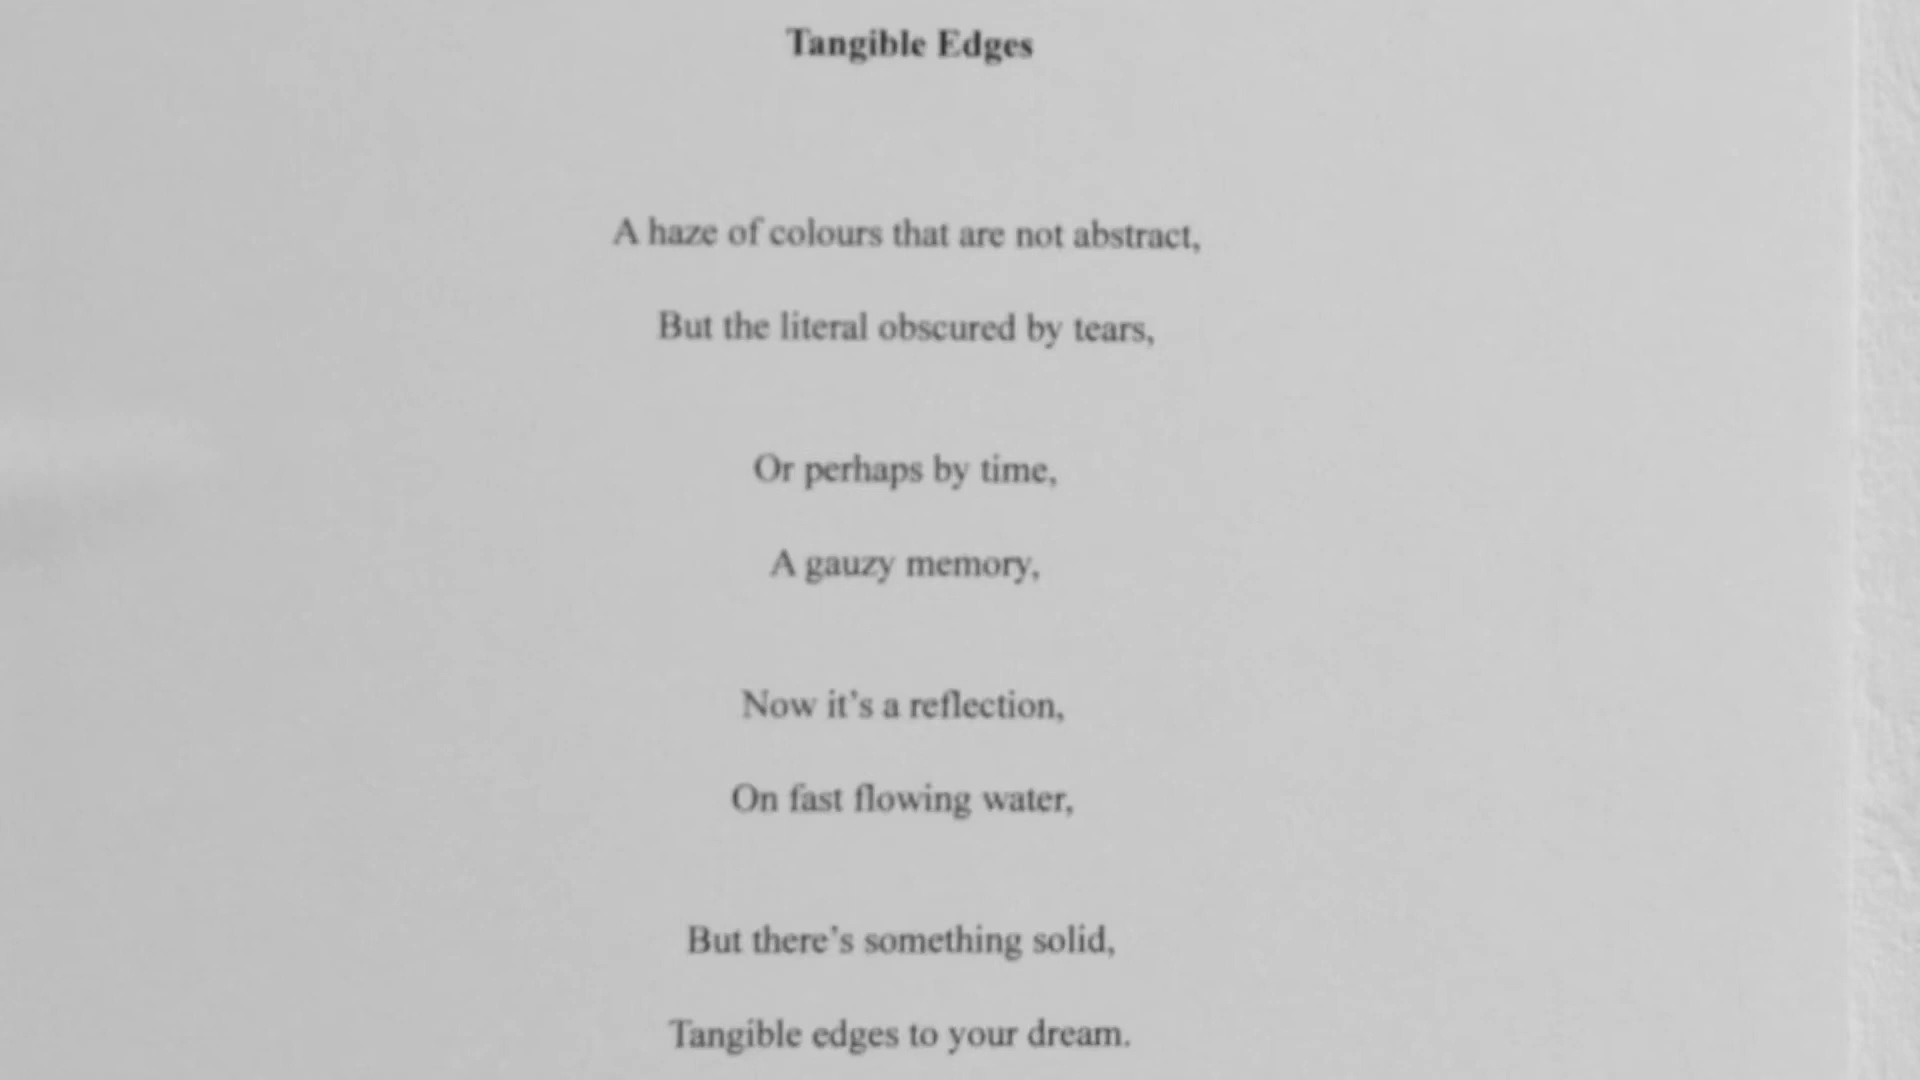 Tangible Edges
A haze of colours that are not abstract,
But the literal obscured by tears,
Or perhaps by time,
A gauzy memory,
Now it’s a reflection,
On fast flowing water,
But there’s something solid,
Tangible edges to your dream.